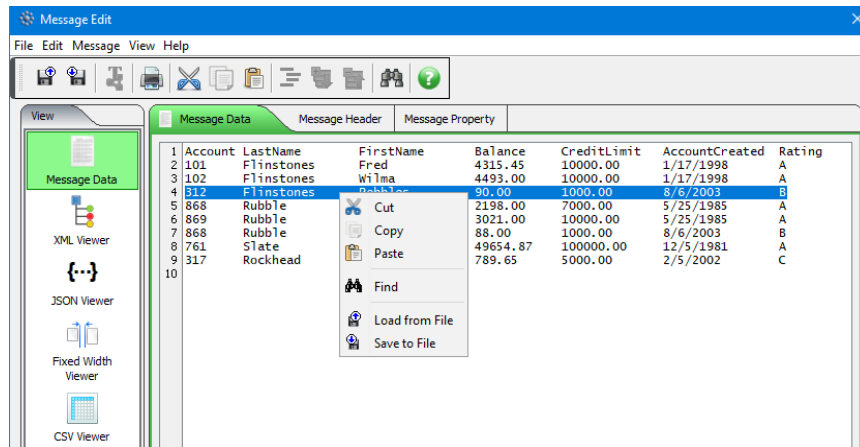 Message Edit
File Edit Message View Help
View
Message Data
XML Viewer
{...}
JSON Viewer
Fixed Width
Viewer
CSV Viewer
Message Data Message Header Message Property
1 Account LastName FirstName Balance CreditLimit AccountCreated Rating
2 101 Flinstones Fred 4315.45 10000.00 1/17/1998 A
3 102 Flinstones Wilma 4493.00 10000.00 1/17/1998 A
4 312 Flinstones Pebbles 90.00 1000.00 8/6/2003 B
5 868 Rubble 2198.00 7000.00 5/25/1985 A
6 869 Rubble 3021.00 10000.00 5/25/1985 A
7 868 Rubble 88.00 1000.00 8/6/2003 B
8 761 Slate 49654.87 100000.00 12/5/1981 A
9 317 Rockhead 789.65 5000.00 2/5/2002 C
10
Cut
Copy
Paste
Find
Load from File
Save to File